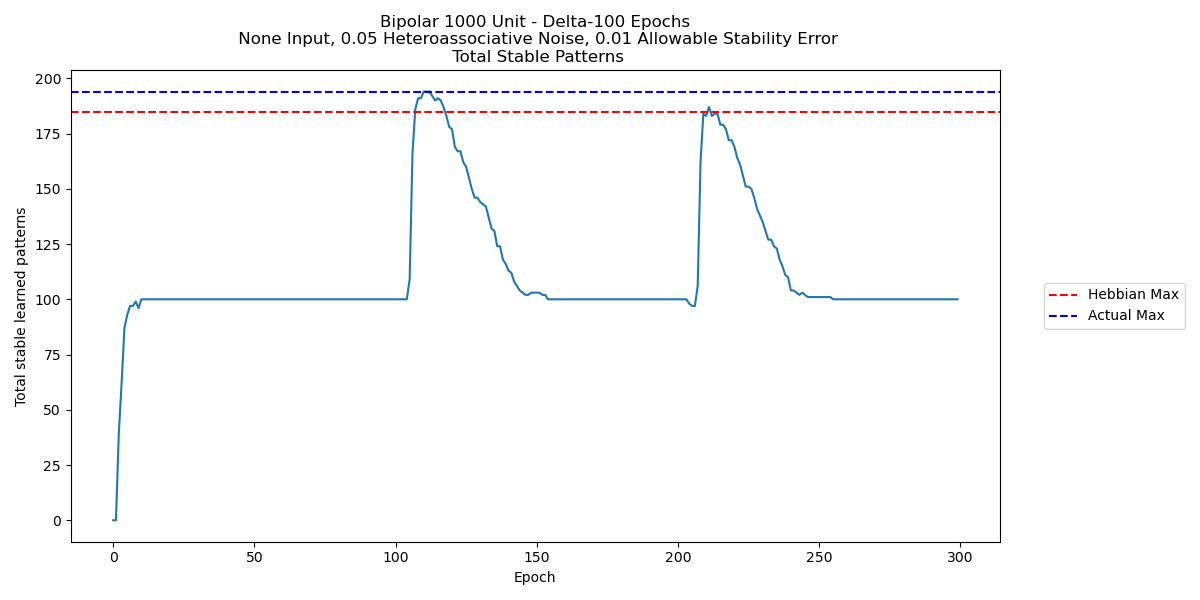 Bipolar 1000 Unit - Delta-100 Epochs
None Input, 0.05 Heteroassociative Noise, 0.01 Allowable Stability Error
Total Stable Patterns
Total stable learned patterns
200
175
150
125
100
75
50
25
0
0 50 100 150 200 250 300
Epoch
Hebbian Max
Actual Max